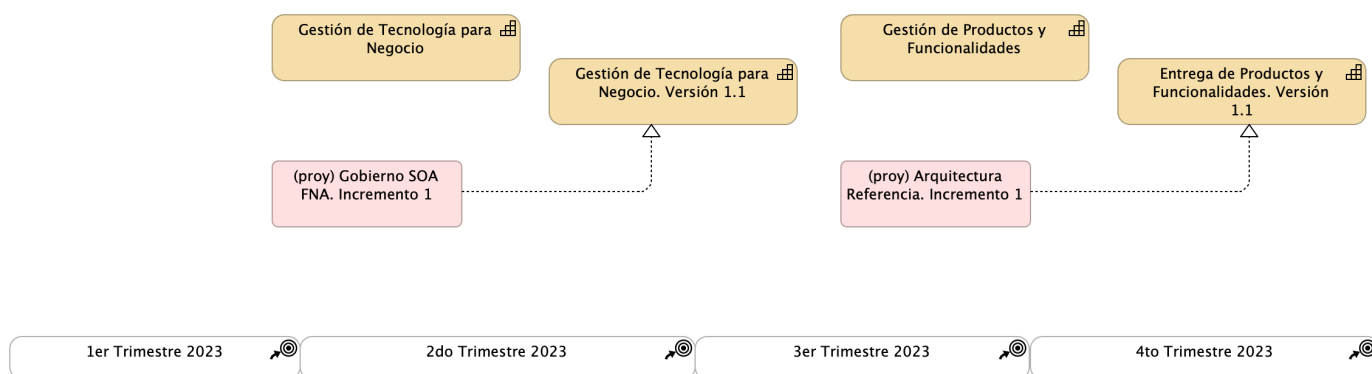 Gestión de Tecnología para
Negocio
Gestión de Tecnología para
Negocio. Versión 1.1
Gestión de Productos y
Funcionalidades
Entrega de Productos y
Funcionalidades. Versión
1.1
(proy) Gobierno SOA
FNA. Incremento 1
(proy) Arquitectura
Referencia. Incremento 1
1er Trimestre 2023
2do Trimestre 2023
3er Trimestre 2023
4to Trimestre 2023